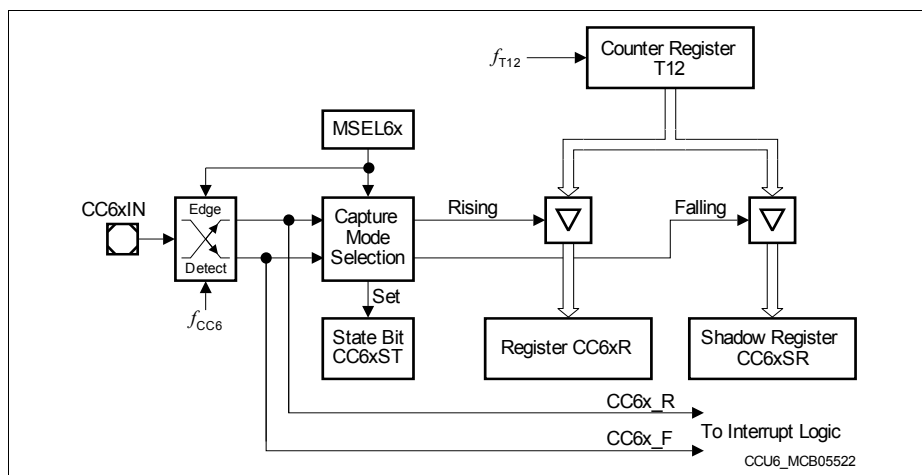 Counter Register
T12
fT12
MSEL6x
CC6xIN
Edge
Detect
Capture
Mode
Selection
Rising
Falling
fCC6
Set
State Bit
CC6xST
Register CC6xR
Shadow Register
CC6xSR
CC6x_R
CC6x_F
To Interrupt Logic
CCU6_MCB05522